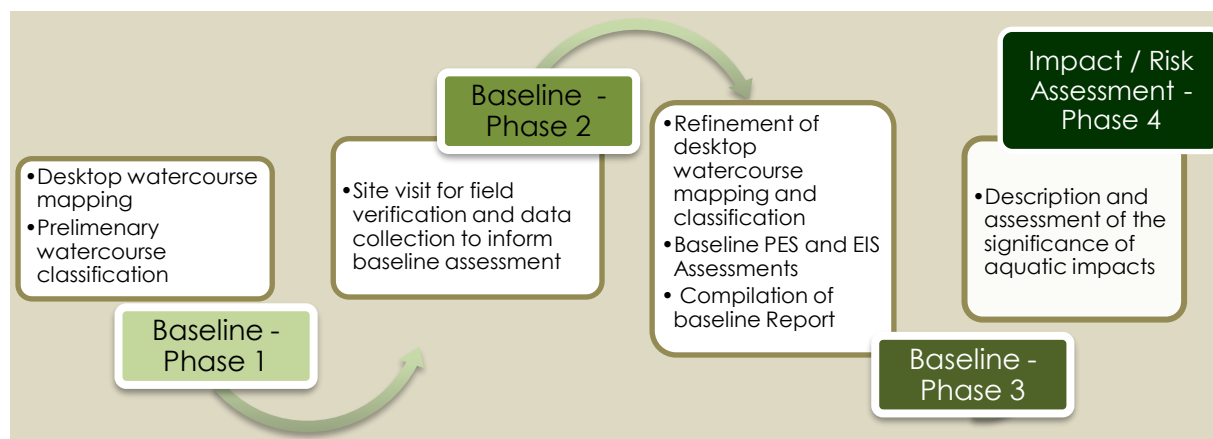 •Desktop watercourse
mapping
•Prelimenary
watercourse
classification
Baseline -
Phase 1
Baseline -
Phase 2
•Site visit for field
verification and data
collection to inform
baseline assessment
•Refinement of
desktop
watercourse
mapping and
classification
•Baseline PES and EIS
Assessments
• Compilation of
baseline Report
Baseline -
Phase 3
Impact / Risk
Assessment -
Phase 4
•Description and
assessment of the
significance of
aquatic impacts